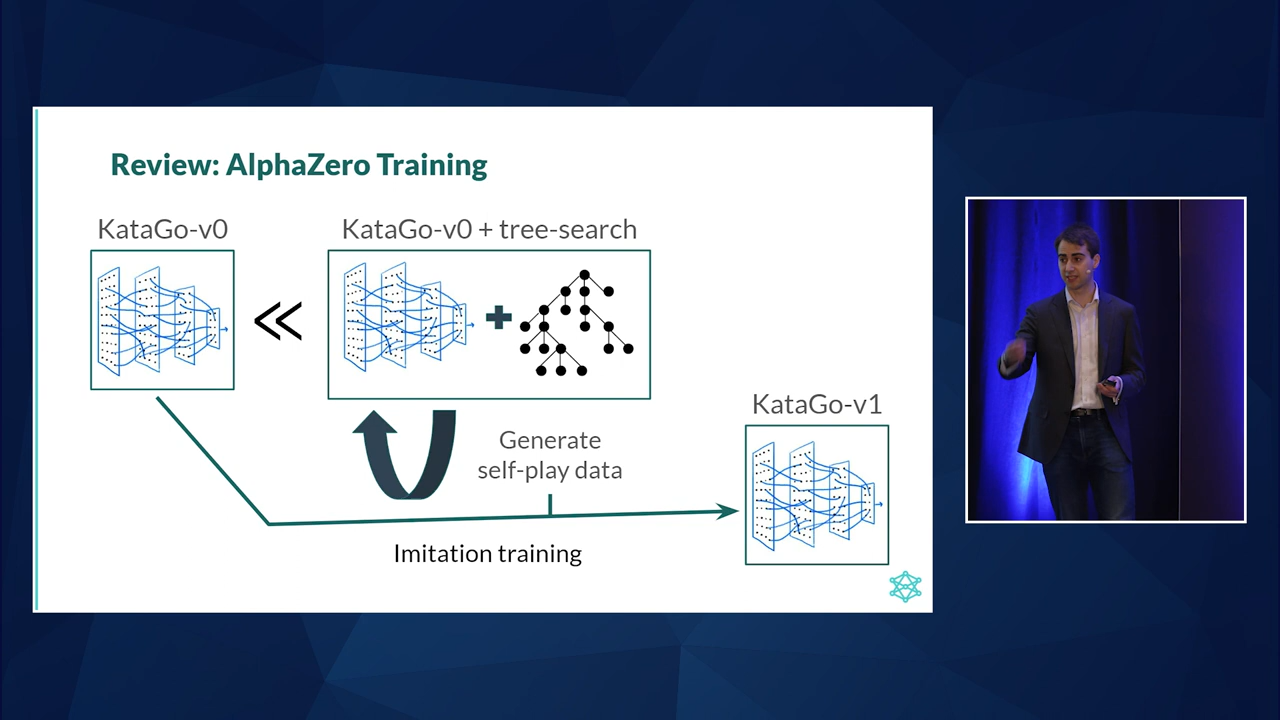 Review: AlphaZero Training
KataGo-v0
KataGo-v0 + tree-search
KataGo-v1
Generate
self-play data
Imitation training